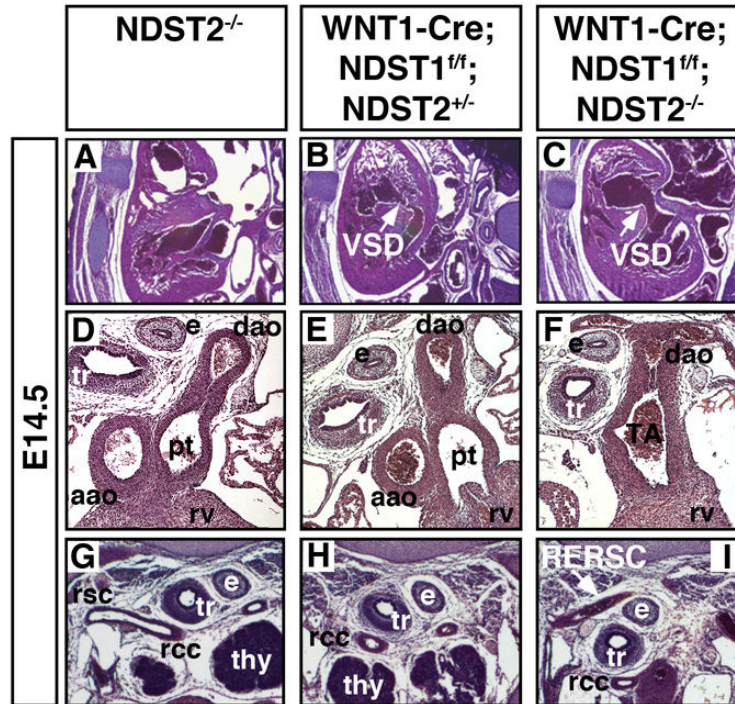 NDST2-/-
WNT1-Cre;
NDST1f/f;
NDST2+/-
WNT1-Cre;
NDST1f/f;
NDST2-/-
E14.5
A
B
VSD
C
VSD
D
e
dao
tr
pt
aao
rv
E
dao
e
tr
pt
aao
rv
F
e
dao
tr
TA
rv
G
rsc
e
tr
rcc
thy
H
e
tr
rcc
thy
RERSC
I
e
tr
rcc